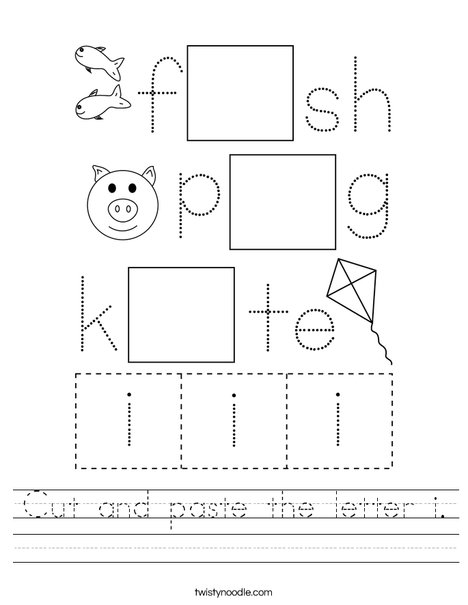 f sh
p g
k te
i i i
Cut and paste the letter i.
twistynoodle.com